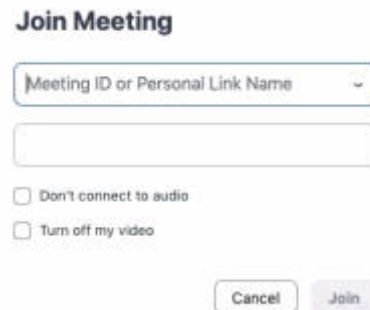 Join Meeting
Meeting ID or Personal Link Name
Don't connect to audio
Turn off my video
Cancel Join